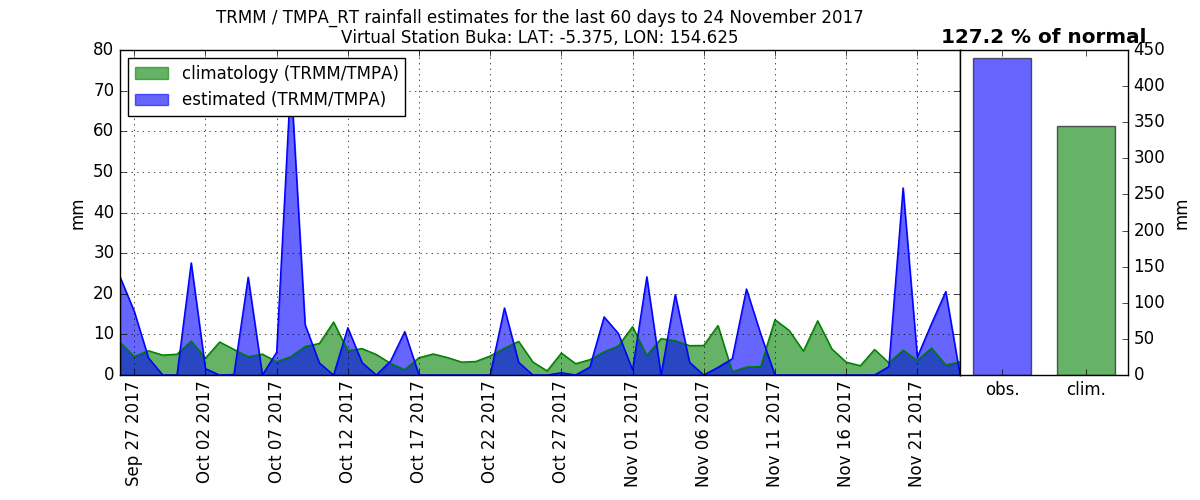 TRMM / TMPA_RT rainfall estimates for the last 60 days to 24 November 2017
Virtual Station Buka: LAT: -5.375, LON: 154.625
127.2 % of normal
climatology (TRMM/TMPA)
estimated (TRMM/TMPA)
mm
80
70
60
50
40
30
20
10
0
Sep 27 2017
Oct 02 2017
Oct 07 2017
Oct 12 2017
Oct 17 2017
Oct 22 2017
Oct 27 2017
Nov 01 2017
Nov 06 2017
Nov 11 2017
Nov 16 2017
Nov 21 2017
obs.
clim.
450
400
350
300
250
200
150
100
50
0
mm